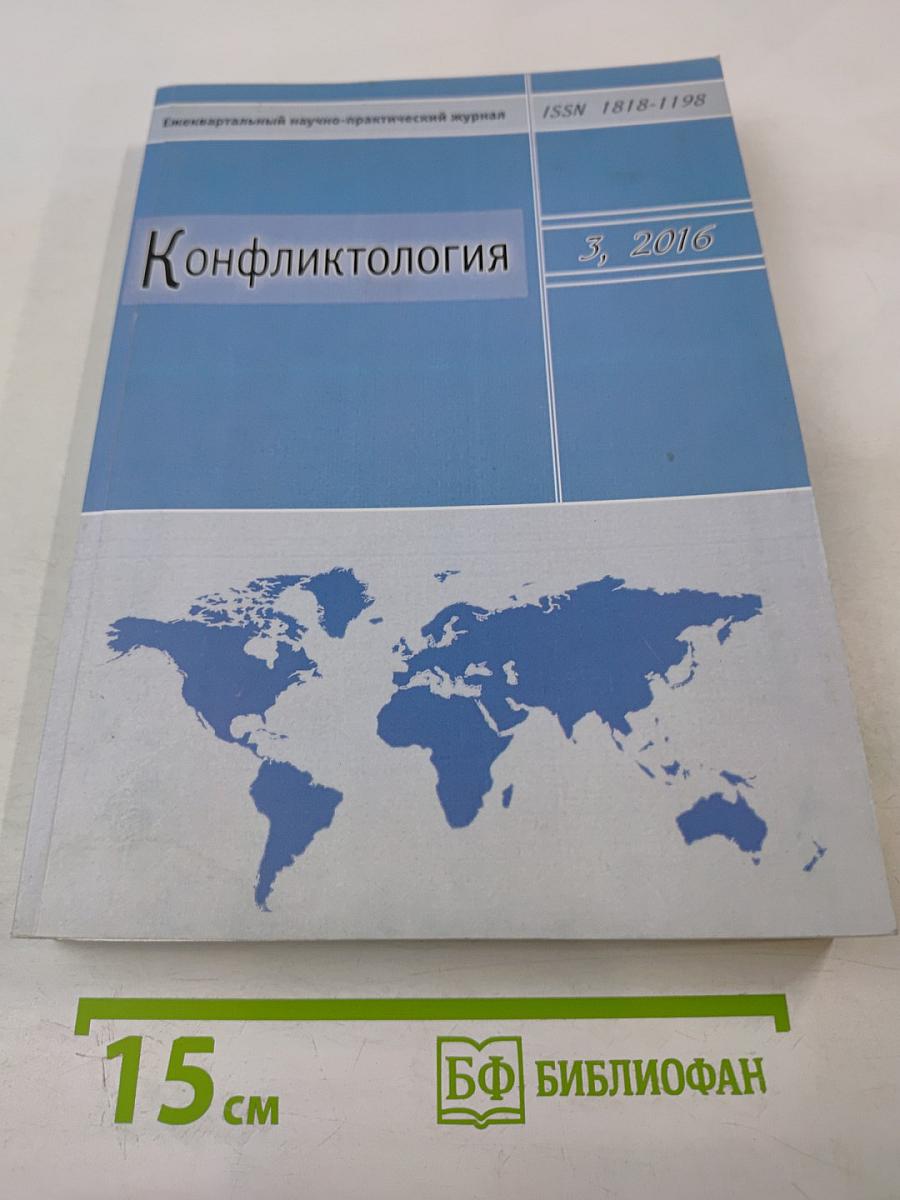 Ежеквартальный научно-практический журнал
ISSN 1818-1198
Конфликтология
3, 2016
15 см
БФ БИБЛИОФАН